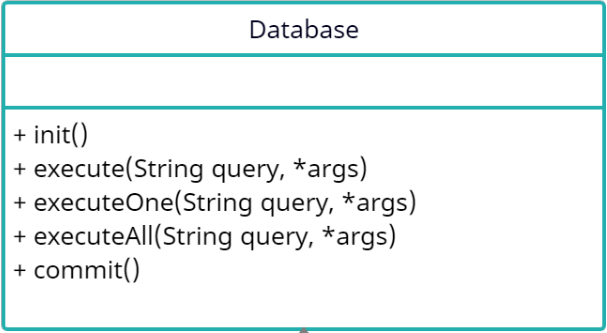 Database
+ init()
+ execute(String query, *args)
+ executeOne(String query, *args)
+ executeAll(String query, *args)
+ commit()